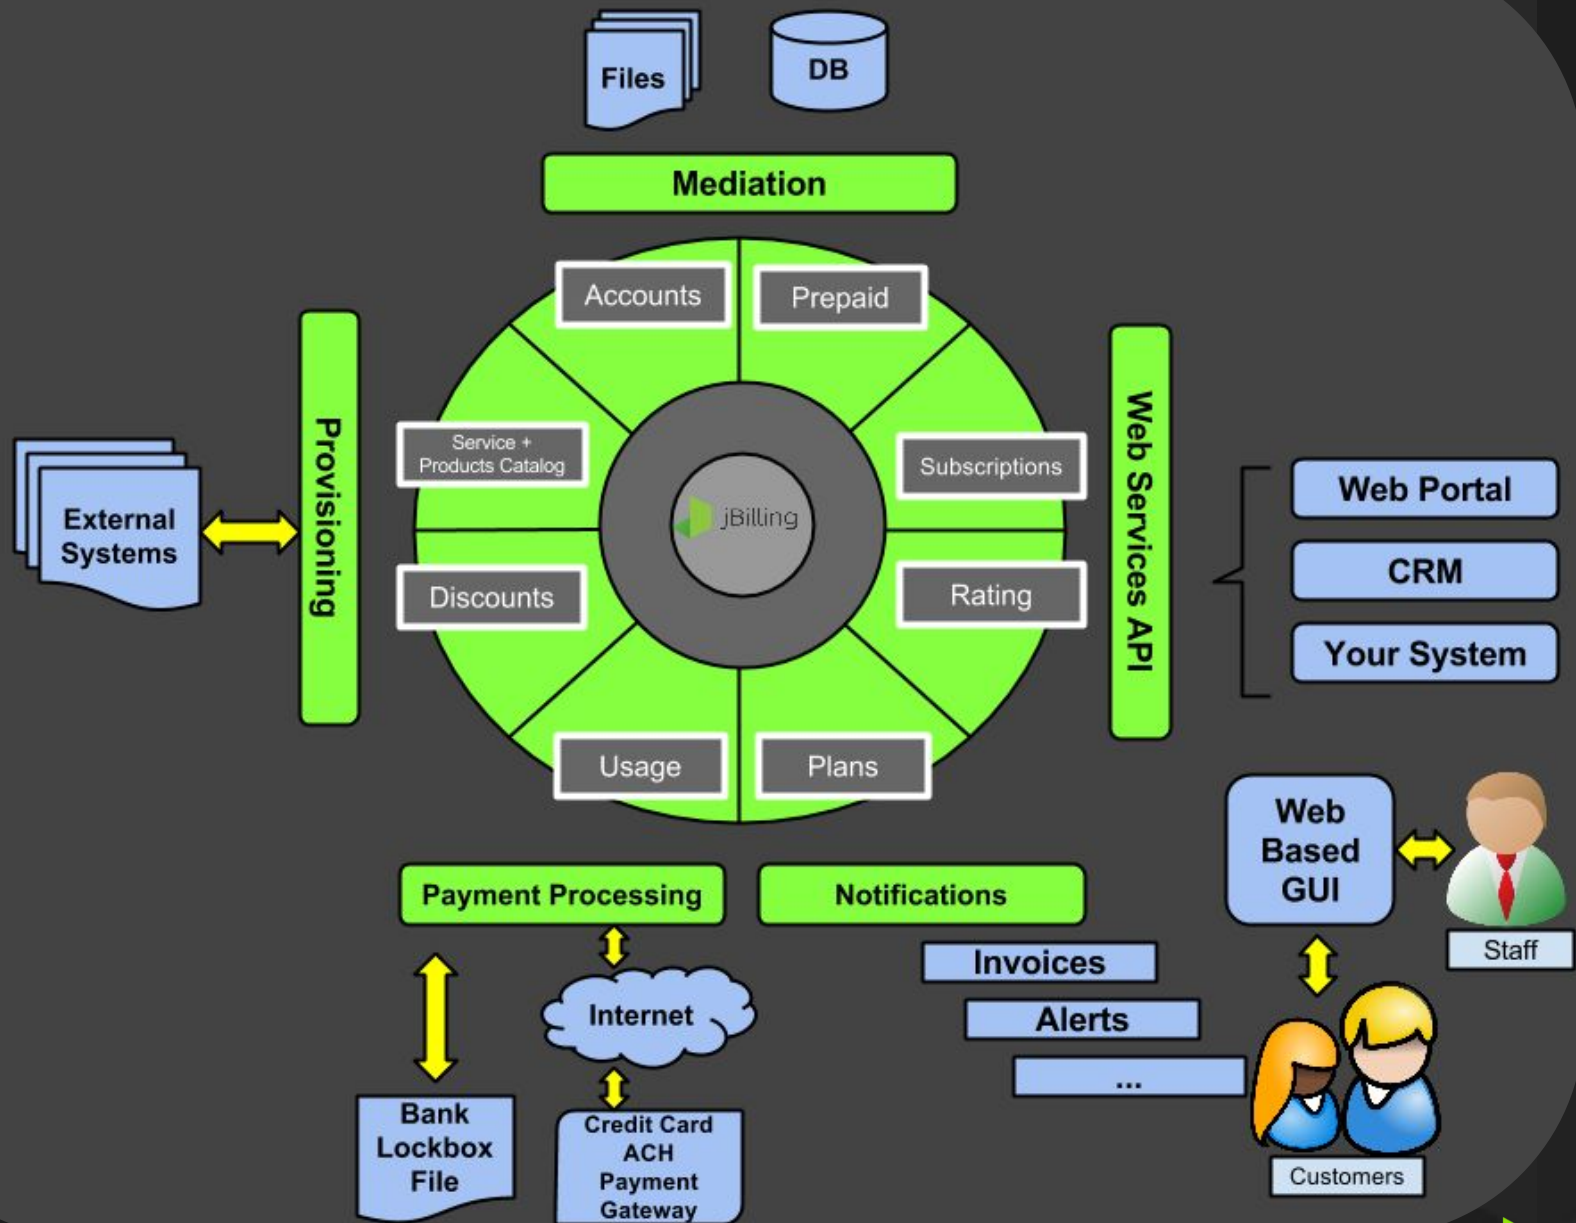 Files
DB
Mediation
Accounts
Prepaid
Provisioning
Service +
Products Catalog
Subscriptions
Web Services API
Web Portal
External
Systems
jBilling
CRM
Discounts
Rating
Your System
Usage
Plans
Web
Based
GUI
Payment Processing
Notifications
Staff
Invoices
Internet
Alerts
...
Bank
Lockbox
File
Credit Card
ACH
Payment
Gateway
Customers